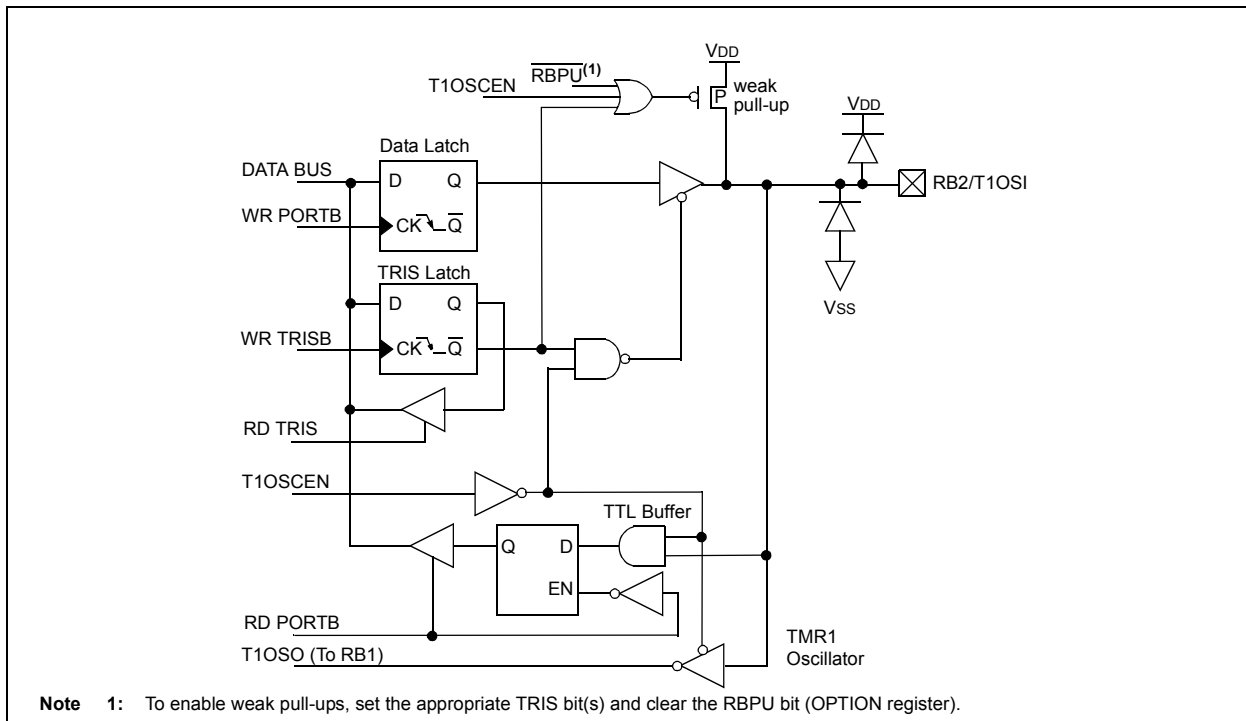 VDD
RBPU(1)
T1OSCEN
P
weak
pull-up
VDD
Data Latch
DATA BUS
D Q
RB2/T1OSI
WR PORTB
CK Q
TRIS Latch
D Q
VSS
WR TRISB
CK Q
RD TRIS
T1OSCEN
TTL Buffer
Q D
EN
RD PORTB
TMR1
Oscillator
T1OSO (To RB1)
Note 1: To enable weak pull-ups, set the appropriate TRIS bit(s) and clear the RBPU bit (OPTION register).